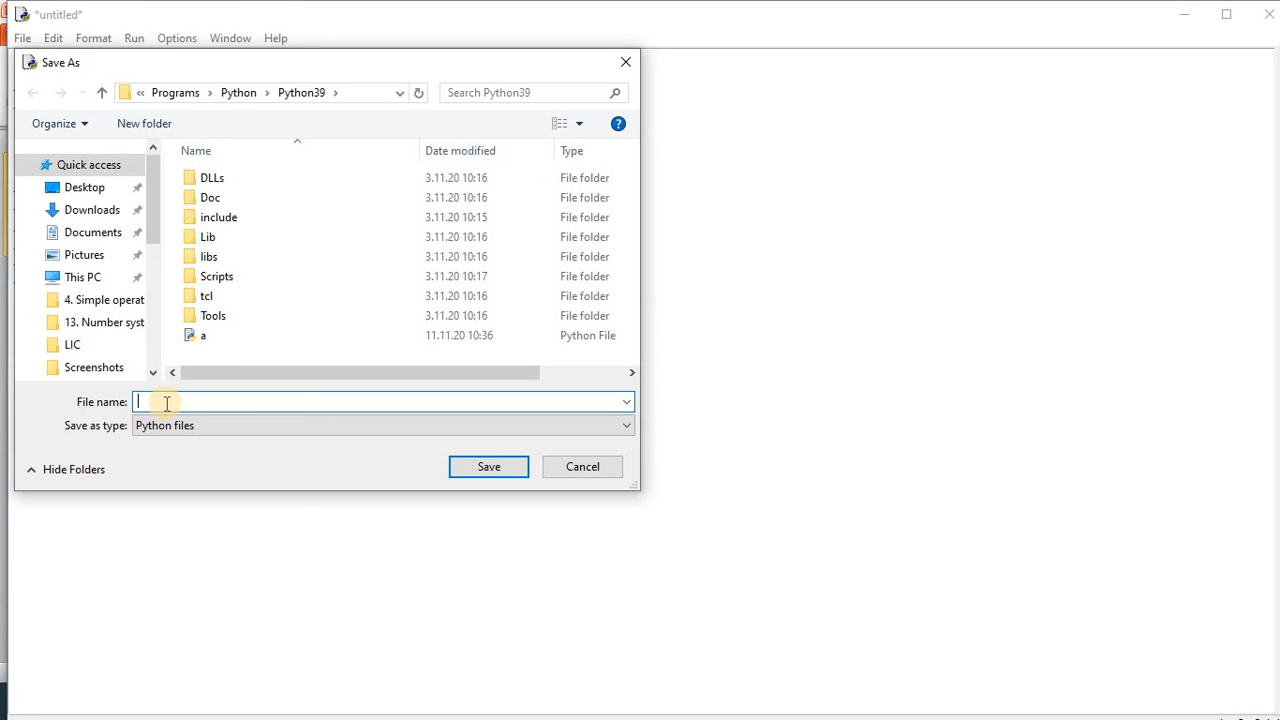 *untitled*
File Edit Format Run Options Window Help
Save As
« Programs > Python > Python39 >
Search Python39
Organize
New folder
Name Date modified Type
Quick access
Desktop
Downloads
Documents
Pictures
This PC
4. Simple operat
13. Number syst
LIC
Screenshots
DLLs 3.11.20 10:16 File folder
Doc 3.11.20 10:16 File folder
include 3.11.20 10:15 File folder
Lib 3.11.20 10:16 File folder
libs 3.11.20 10:16 File folder
Scripts 3.11.20 10:17 File folder
tcl 3.11.20 10:16 File folder
Tools 3.11.20 10:16 File folder
a 11.11.20 10:36 Python File
File name:
Save as type: Python files
Hide Folders
Save
Cancel